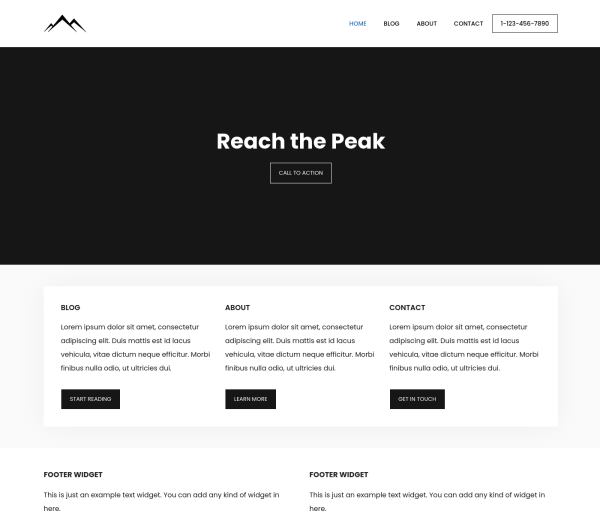 HOME BLOG ABOUT CONTACT 1-123-456-7890
Reach the Peak
CALL TO ACTION
BLOG
Lorem ipsum dolor sit amet, consectetur
adipiscing elit. Duis mattis est id lacus
vehicula, vitae dictum neque efficitur. Morbi
finibus nulla odio, ut ultricies dui.
START READING
ABOUT
Lorem ipsum dolor sit amet, consectetur
adipiscing elit. Duis mattis est id lacus
vehicula, vitae dictum neque efficitur. Morbi
finibus nulla odio, ut ultricies dui.
LEARN MORE
CONTACT
Lorem ipsum dolor sit amet, consectetur
adipiscing elit. Duis mattis est id lacus
vehicula, vitae dictum neque efficitur. Morbi
finibus nulla odio, ut ultricies dui.
GET IN TOUCH
FOOTER WIDGET
This is just an example text widget. You can add any kind of widget in
here.
FOOTER WIDGET
This is just an example text widget. You can add any kind of widget in
here.